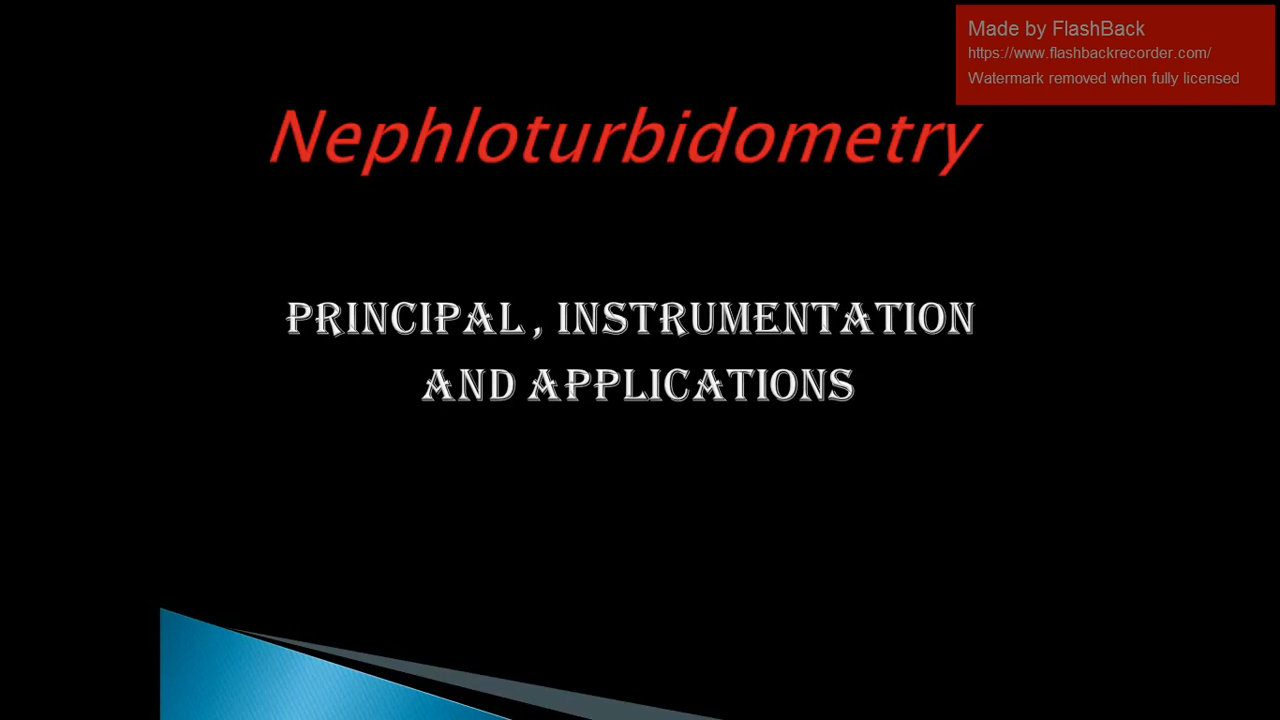 Made by FlashBack
https://www.flashbackrecorder.com/
Watermark removed when fully licensed
Nephloturbidometry
PRINCIPAL , INSTRUMENTATION
AND APPLICATIONS